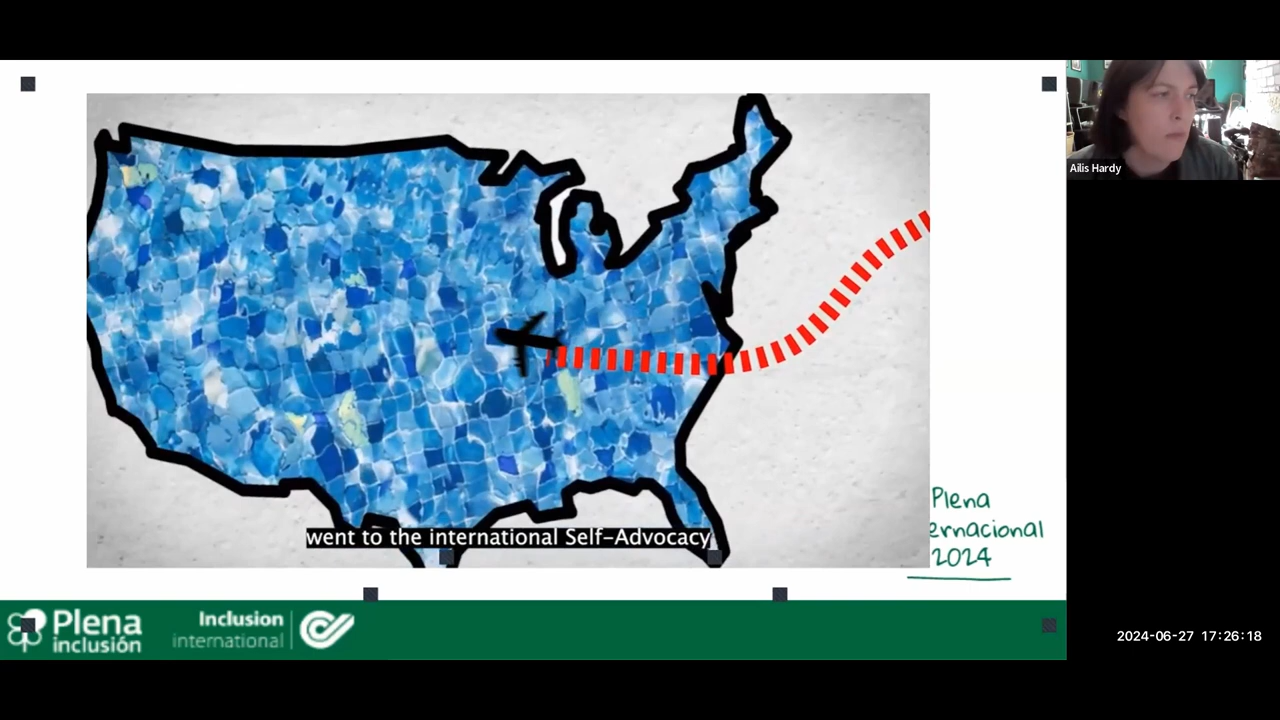 Ailis Hardy
went to the international Self-Advocacy
Plena
ernacional
2024
Plena
inclusión
Inclusion
international
2024-06-27 17:26:18